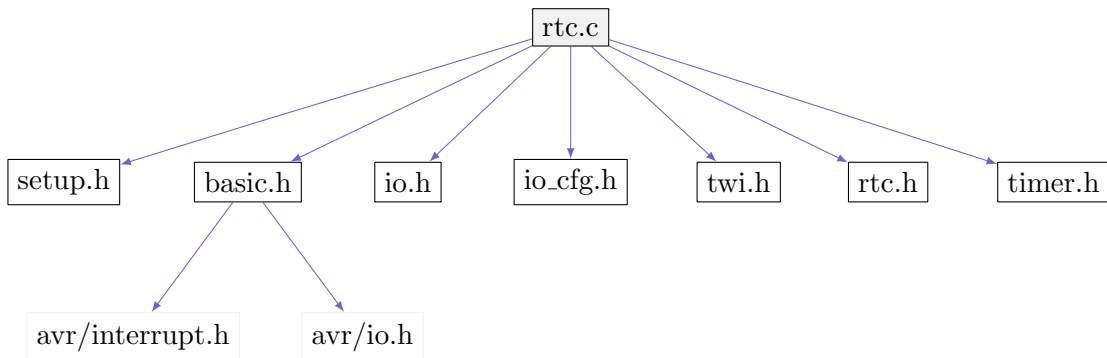 rtc.c
setup.h
basic.h
io.h
io_cfg.h
twi.h
rtc.h
timer.h
avr/interrupt.h
avr/io.h